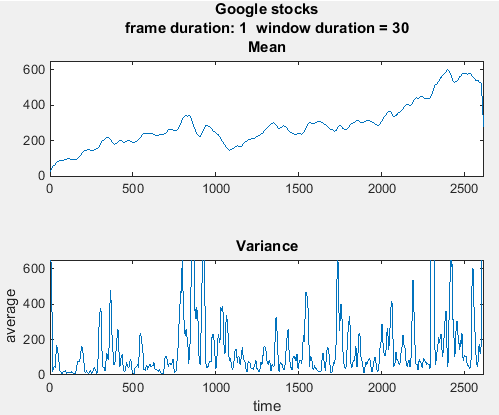 Google stocks
frame duration: 1 window duration = 30
Mean
600
400
200
0
0 500 1000 1500 2000 2500
Variance
600
400
200
0
average
0 500 1000 1500 2000 2500
time